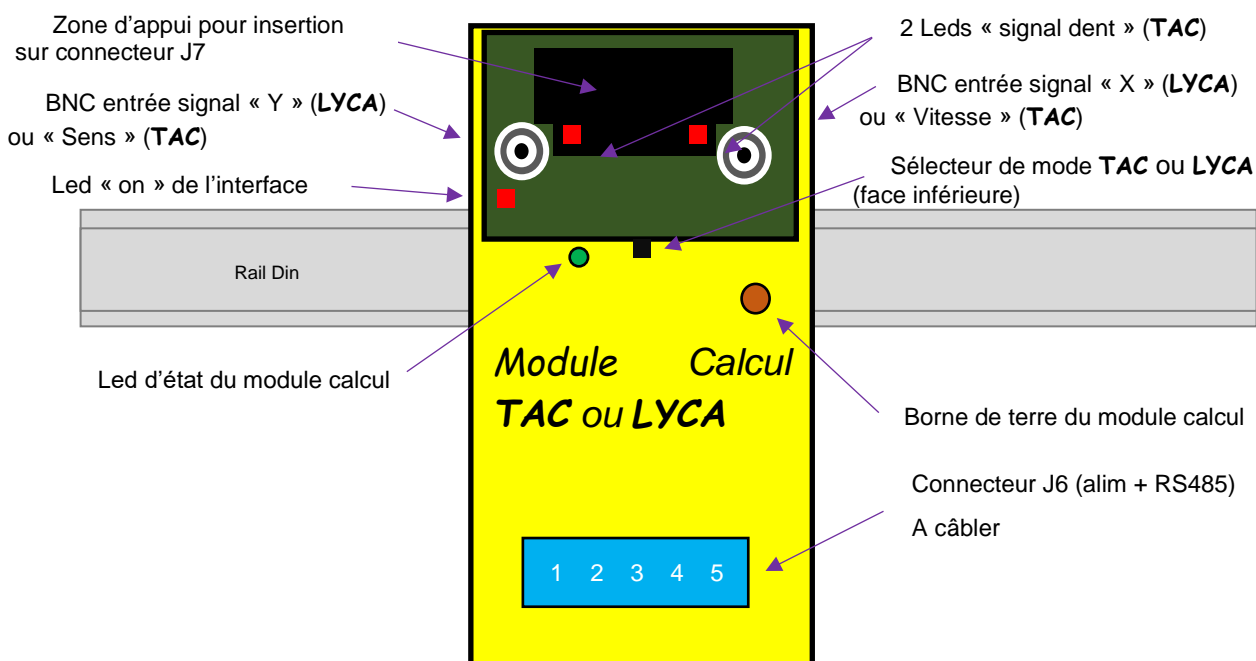 Zone d’appui pour insertion
sur connecteur J7
2 Leds « signal dent » (TAC)
BNC entrée signal « Y » (LYCA)
ou « Sens » (TAC)
BNC entrée signal « X » (LYCA)
ou « Vitesse » (TAC)
Led « on » de l’interface
Sélecteur de mode TAC ou LYCA
(face inférieure)
Rail Din
Led d’état du module calcul
Module Calcul
TAC ou LYCA
Borne de terre du module calcul
Connecteur J6 (alim + RS485)
A câbler
1 2 3 4 5